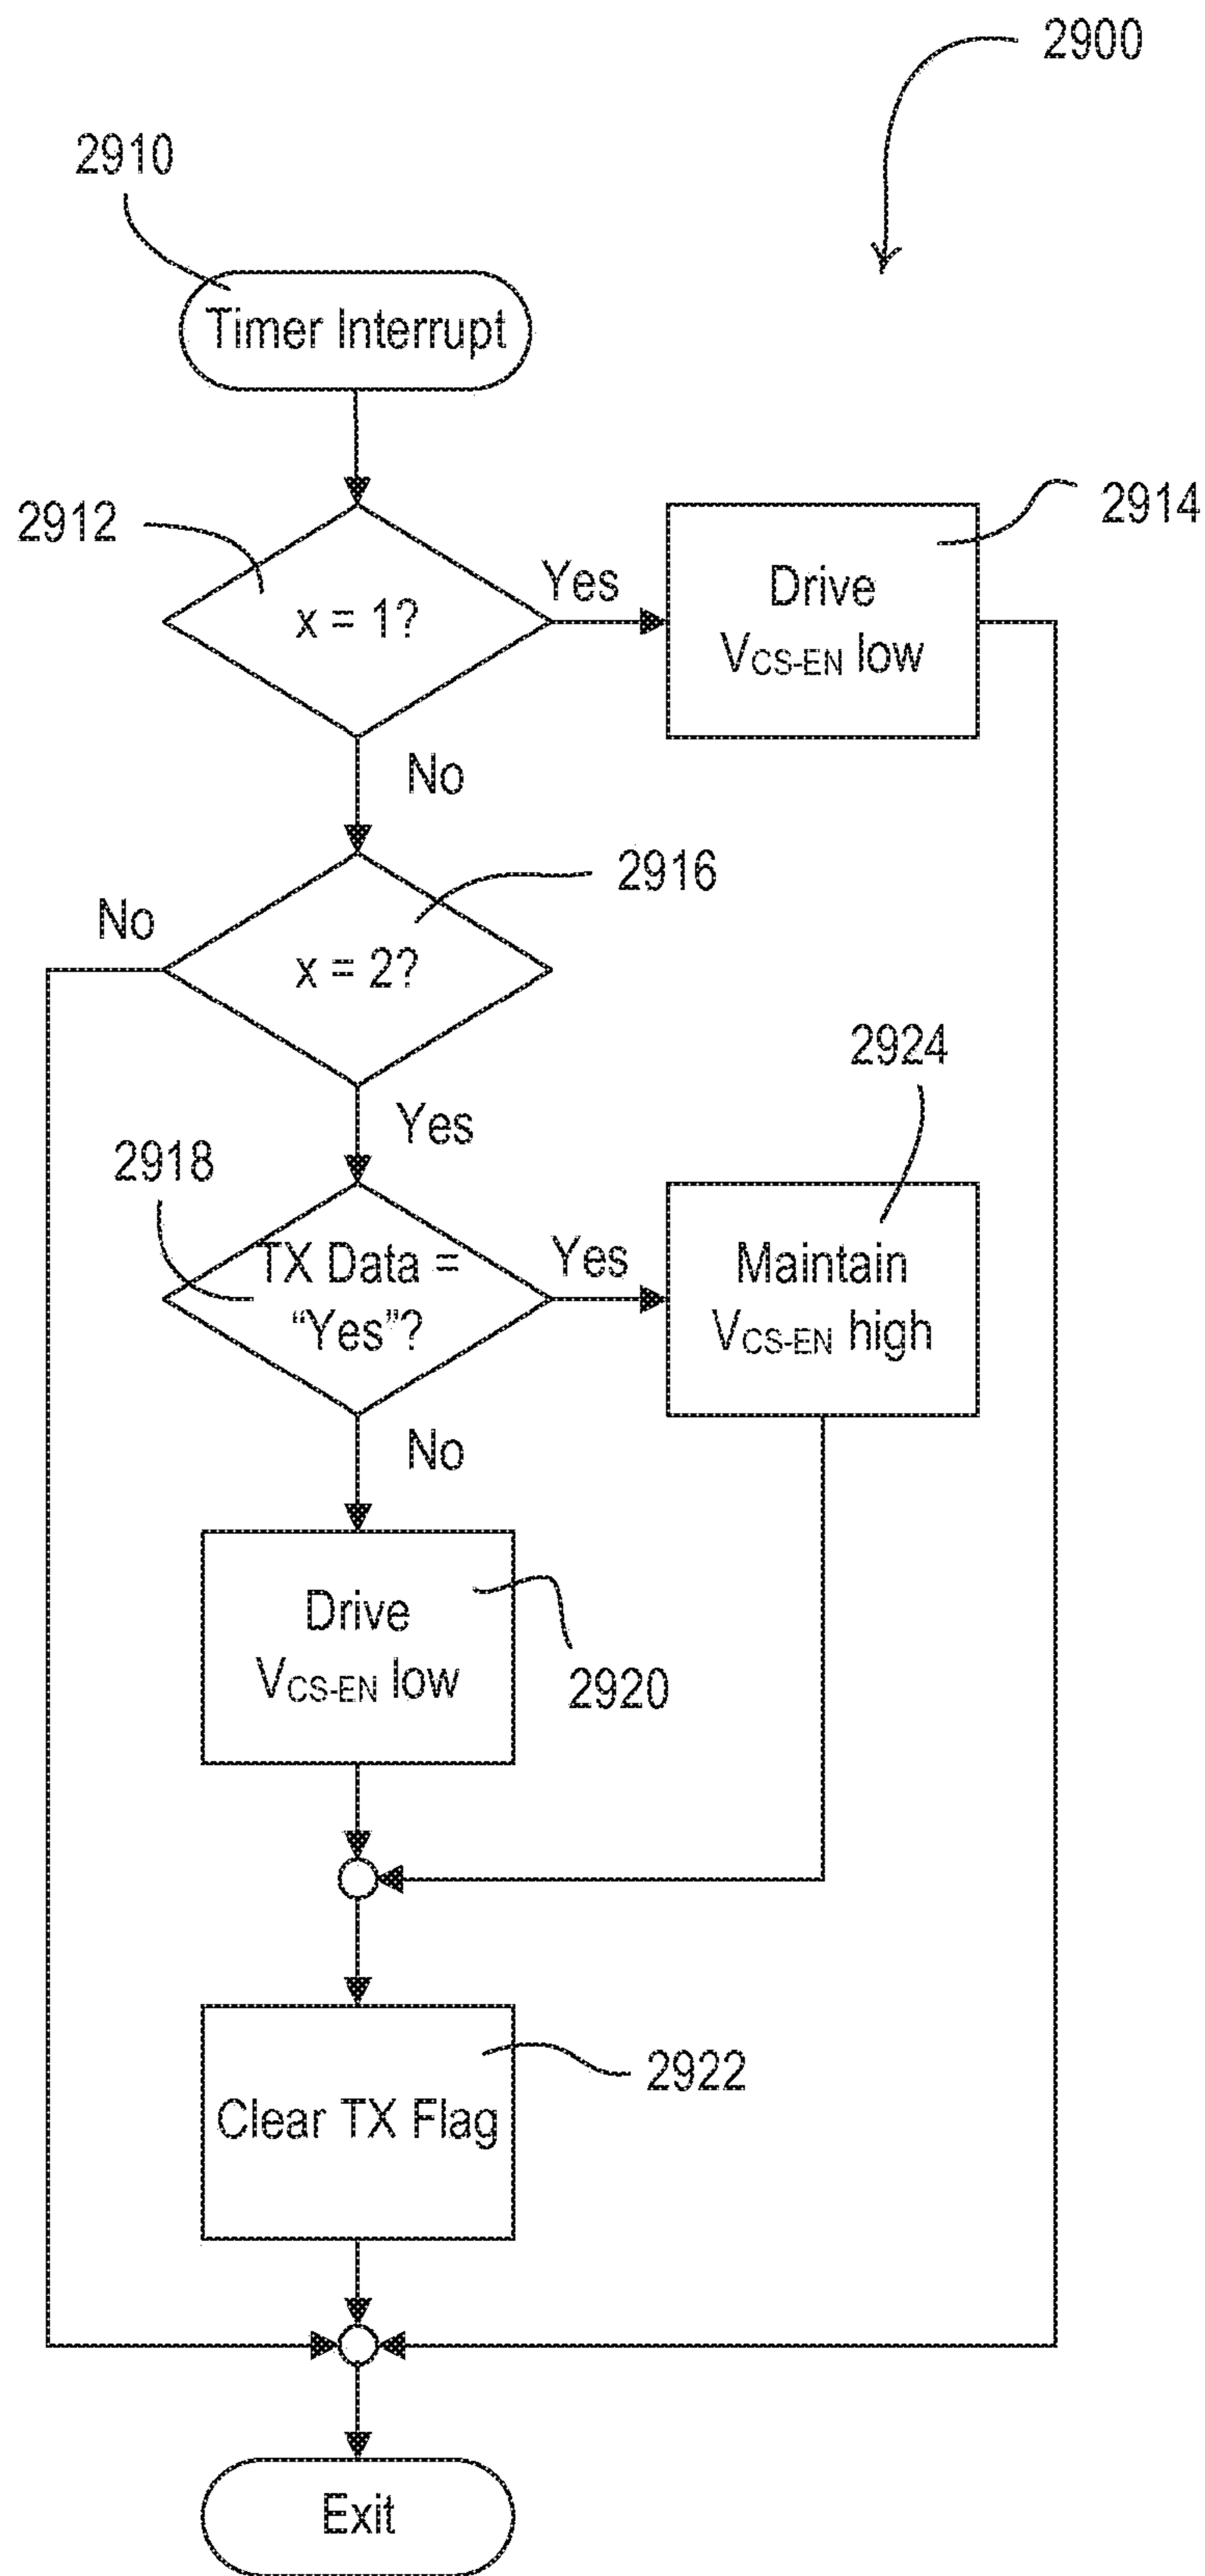 2900
2910
Timer Interrupt
2912
x = 1?
Yes
2914
Drive
VCS-EN low
No
2916
No
x = 2?
Yes
2924
2918
TX Data =
“Yes”?
Yes
Maintain
VCS-EN high
No
Drive
VCS-EN low
2920
2922
Clear TX Flag
Exit